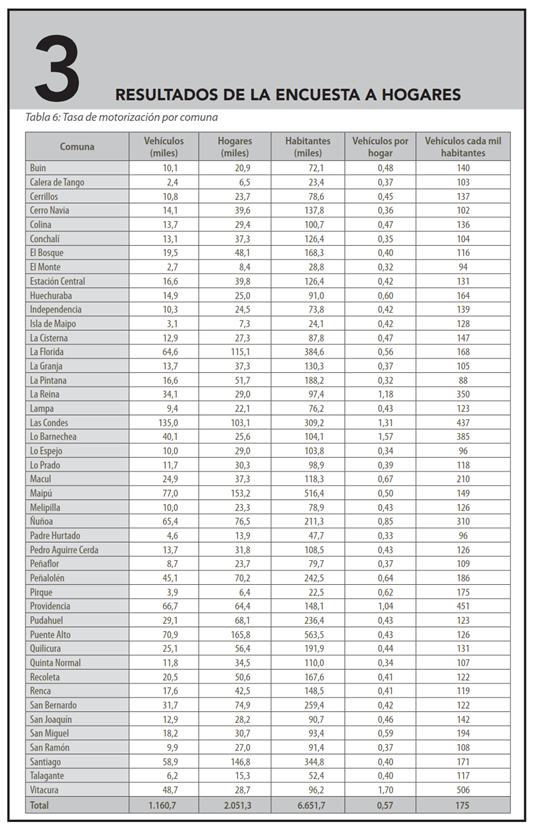 3
RESULTADOS DE LA ENCUESTA A HOGARES
Tabla 6: Tasa de motorización por comuna
Comuna Vehículos (miles) Hogares (miles) Habitantes (miles) Vehículos por hogar Vehículos cada mil habitantes
Buin 10,1 20,9 72,1 0,48 140
Calera de Tango 2,4 6,5 23,4 0,37 103
Cerrillos 10,8 23,7 78,6 0,45 137
Cerro Navia 14,1 39,6 137,8 0,36 102
Colina 13,7 29,4 100,7 0,47 136
Conchalí 13,1 37,3 126,4 0,35 104
El Bosque 19,5 48,1 168,3 0,40 116
El Monte 2,7 8,4 28,8 0,32 94
Estación Central 16,6 39,8 126,4 0,42 131
Huechuraba 14,9 25,0 91,0 0,60 164
Independencia 10,3 24,5 73,8 0,42 139
Isla de Maipo 3,1 7,3 24,1 0,42 128
La Cisterna 12,9 27,3 87,8 0,47 147
La Florida 64,6 115,1 384,6 0,56 168
La Granja 13,7 37,3 130,3 0,37 105
La Pintana 16,6 51,7 188,2 0,32 88
La Reina 34,1 29,0 97,4 1,18 350
Lampa 9,4 22,1 76,2 0,43 123
Las Condes 135,0 103,1 309,2 1,31 437
Lo Barnechea 40,1 25,6 104,1 1,57 385
Lo Espejo 10,0 29,0 103,8 0,34 96
Lo Prado 11,7 30,3 98,9 0,39 118
Macul 24,9 37,3 118,3 0,67 210
Maipú 77,0 153,2 516,4 0,50 149
Melipilla 10,0 23,3 78,9 0,43 126
Ñuñoa 65,4 76,5 211,3 0,85 310
Padre Hurtado 4,6 13,9 47,7 0,33 96
Pedro Aguirre Cerda 13,7 31,8 108,5 0,43 126
Peñaflor 8,7 23,7 79,7 0,37 109
Peñalolén 45,1 70,2 242,5 0,64 186
Pirque 3,9 6,4 22,5 0,62 175
Providencia 66,7 64,4 148,1 1,04 451
Pudahuel 29,1 68,1 236,4 0,43 123
Puente Alto 70,9 165,8 563,5 0,43 126
Quilicura 25,1 56,4 191,9 0,44 131
Quinta Normal 11,8 34,5 110,0 0,34 107
Recoleta 20,5 50,6 167,6 0,41 122
Renca 17,6 42,5 148,5 0,41 119
San Bernardo 31,7 74,9 259,4 0,42 122
San Joaquín 12,9 28,2 90,7 0,46 142
San Miguel 18,2 30,7 93,4 0,59 194
San Ramón 9,9 27,0 91,4 0,37 108
Santiago 58,9 146,8 344,8 0,40 171
Talagante 6,2 15,3 52,4 0,40 117
Vitacura 48,7 28,7 96,2 1,70 506
Total 1.160,7 2.051,3 6.651,7 0,57 175